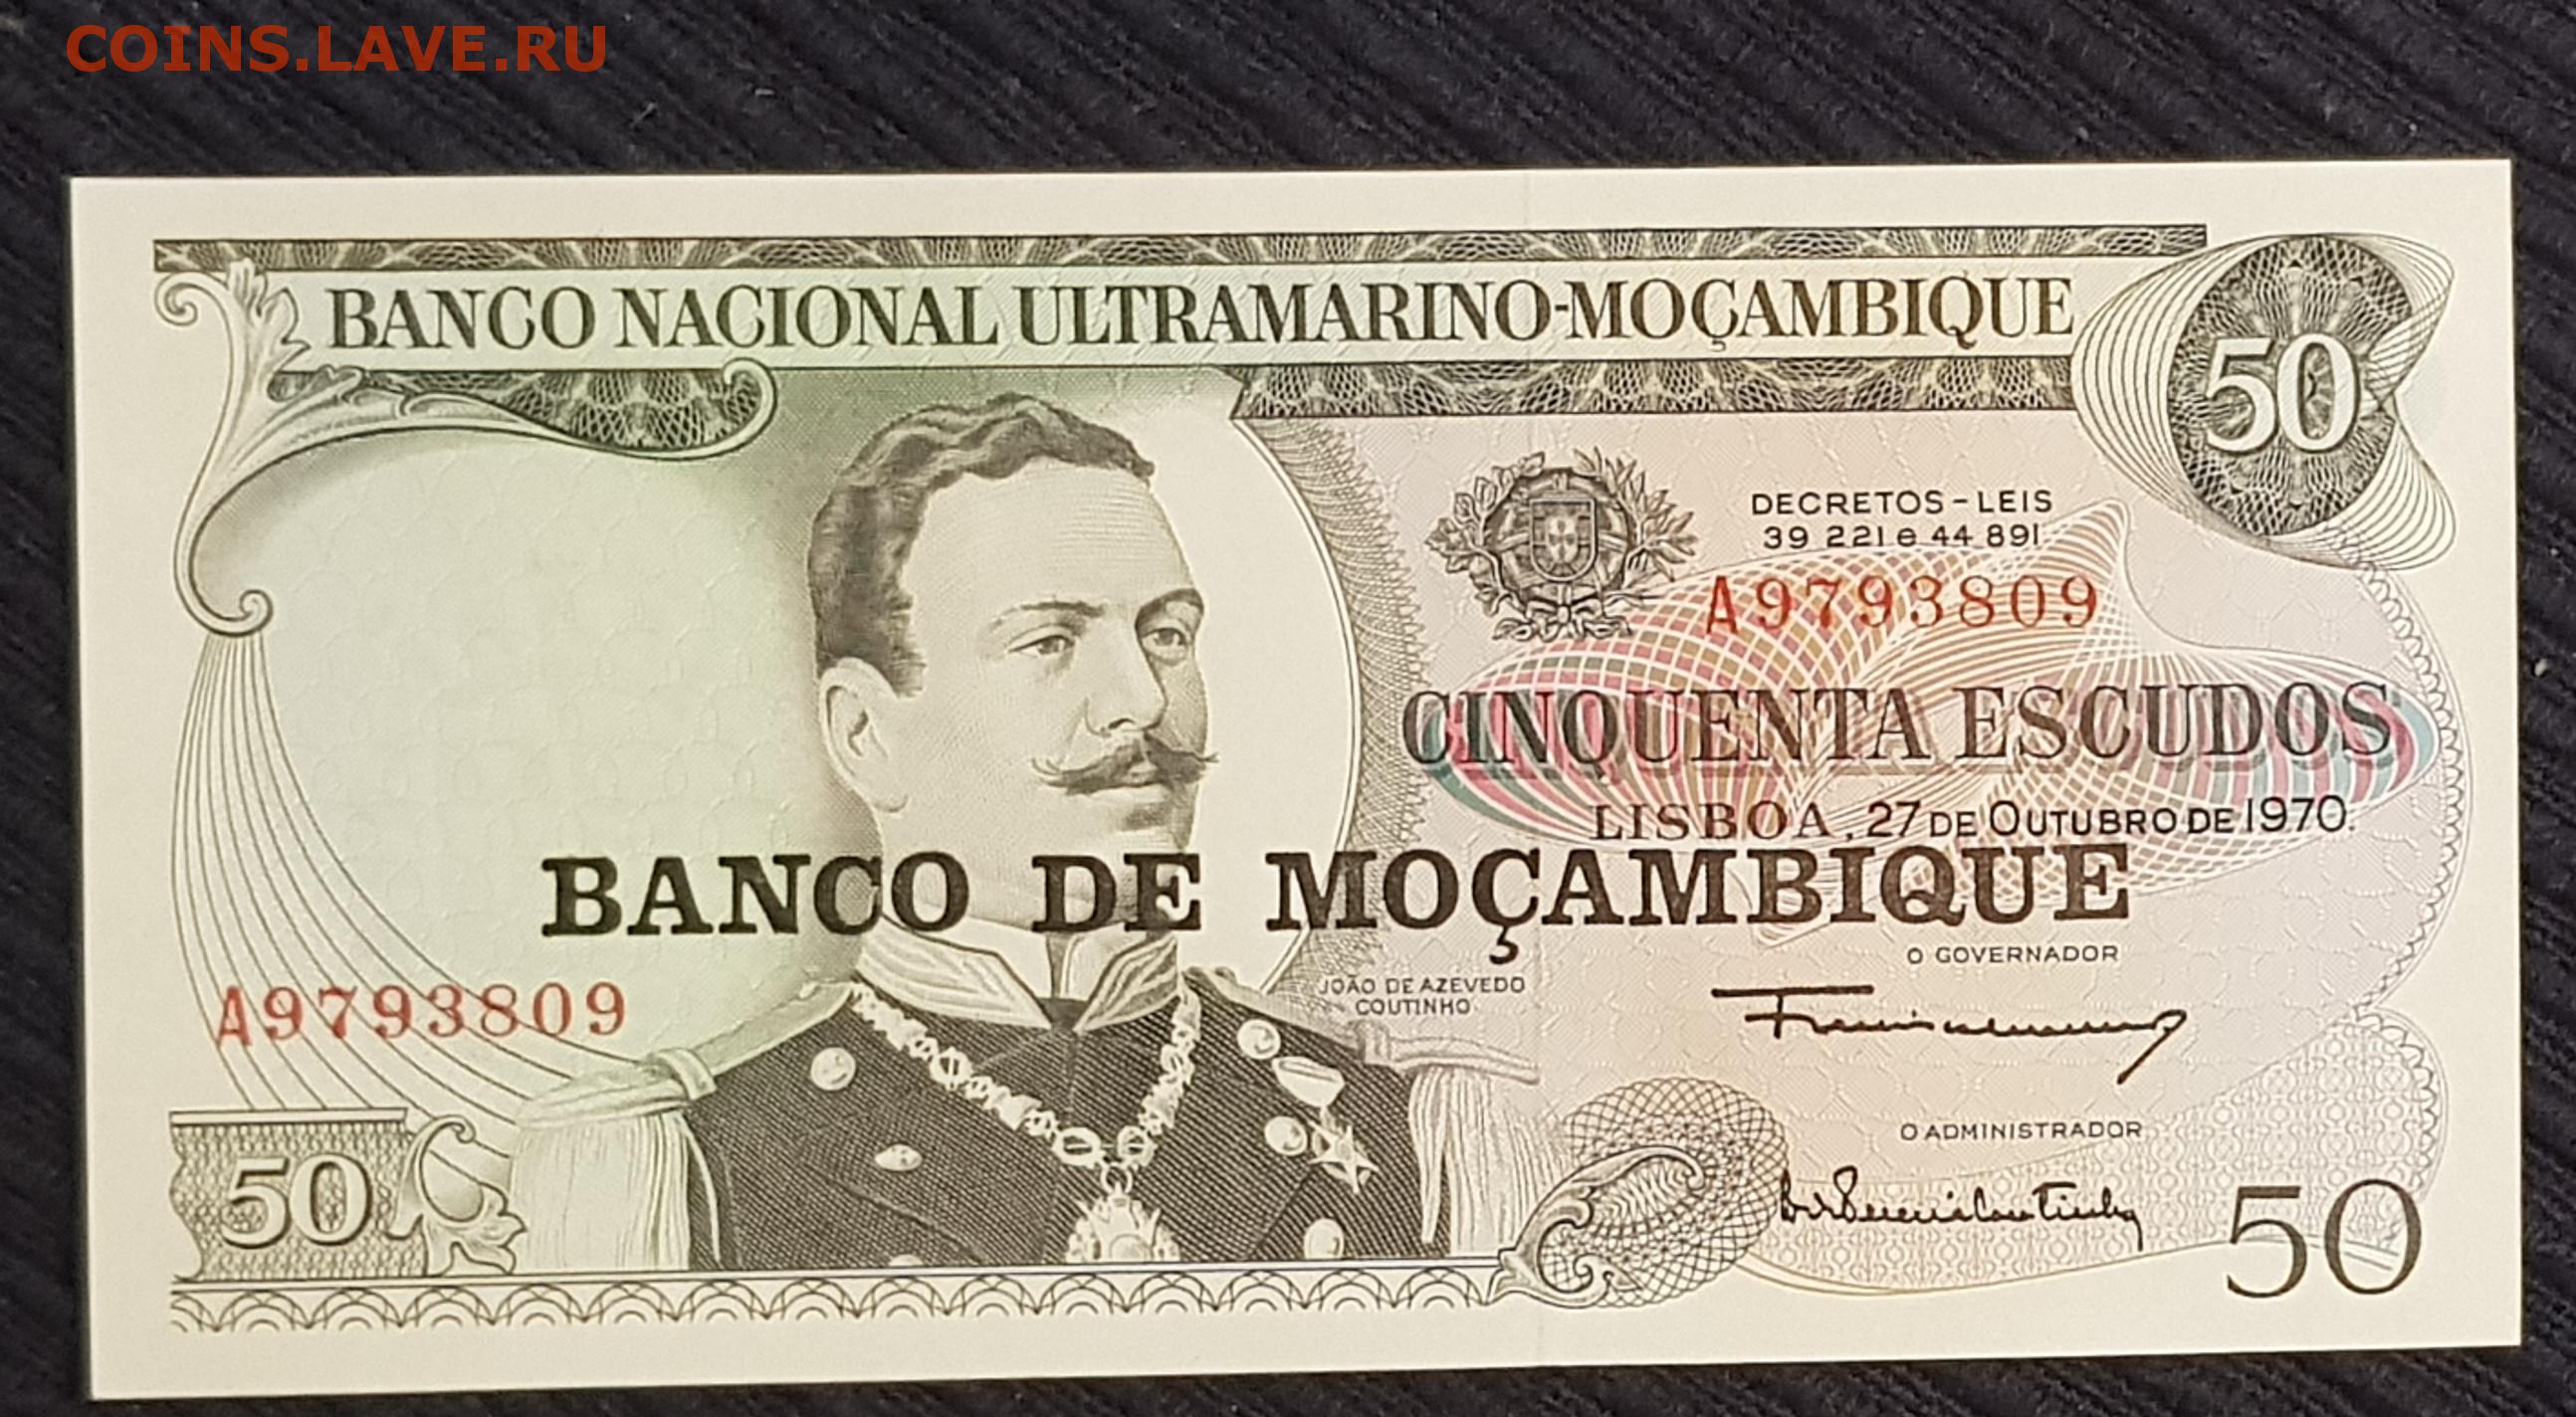 COINS.LAVE.RU
BANCO NACIONAL ULTRAMARINO-MOÇAMBIQUE
50
DECRETOS-LEIS
39 221 e 44 891
A9793809
CINQUENTA ESCUDOS
LISBOA, 27 DE OUTUBRO DE 1970.
BANCO DE MOÇAMBIQUE
O GOVERNADOR
JOÃO DE AZEVEDO
COUTINHO
A9793809
O ADMINISTRADOR
50
50